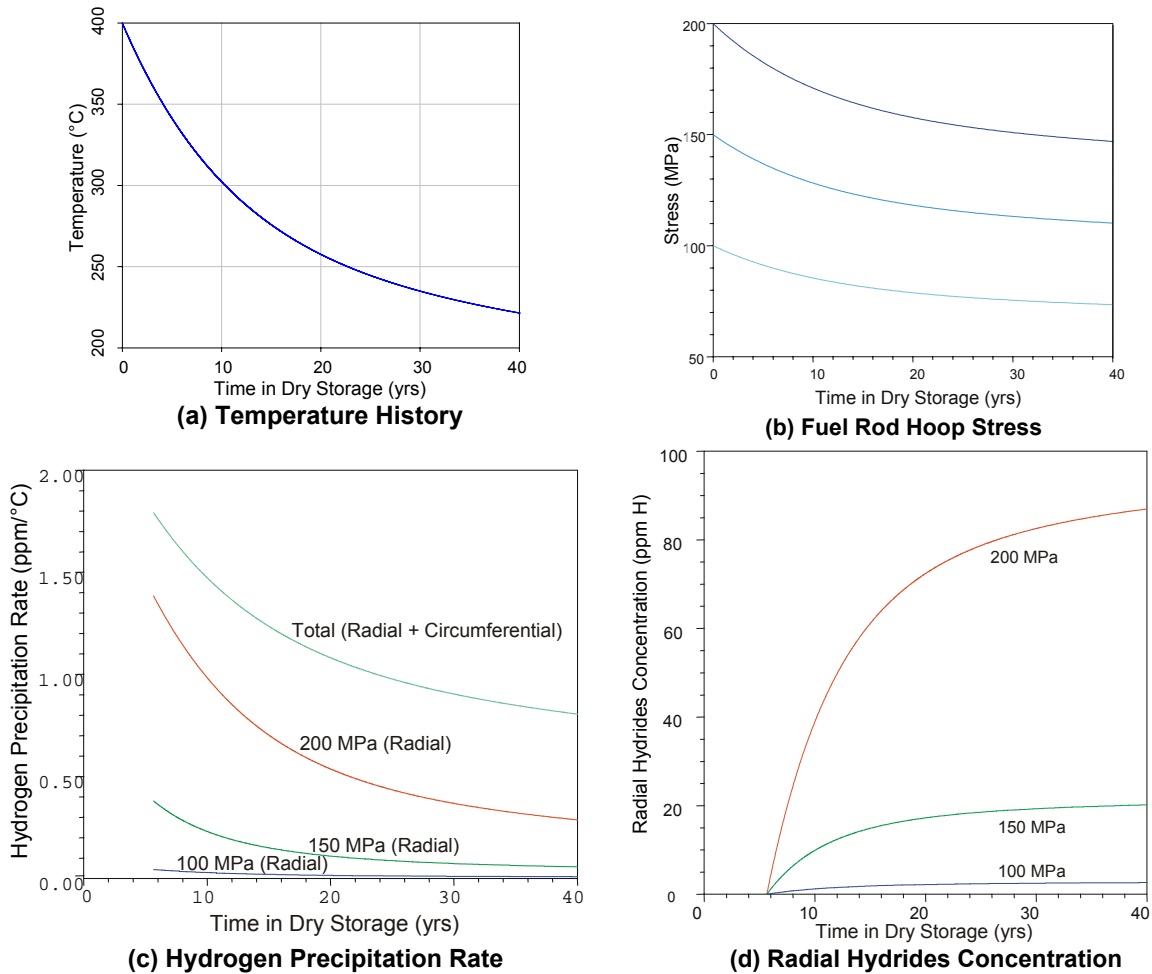 400
350
300
250
200
Temperature (°C)
0
10
20
30
40
Time in Dry Storage (yrs)
(a) Temperature History
200
150
100
50
Stress (MPa)
0
10
20
30
40
Time in Dry Storage (yrs)
(b) Fuel Rod Hoop Stress
2.00
1.50
1.00
0.50
0.00
Hydrogen Precipitation Rate (ppm/°C)
Total (Radial + Circumferential)
200 MPa (Radial)
150 MPa (Radial)
100 MPa (Radial)
0
10
20
30
40
Time in Dry Storage (yrs)
(c) Hydrogen Precipitation Rate
100
80
60
40
20
0
Radial Hydrides Concentration (ppm H)
200 MPa
150 MPa
100 MPa
0
10
20
30
40
Time in Dry Storage (yrs)
(d) Radial Hydrides Concentration